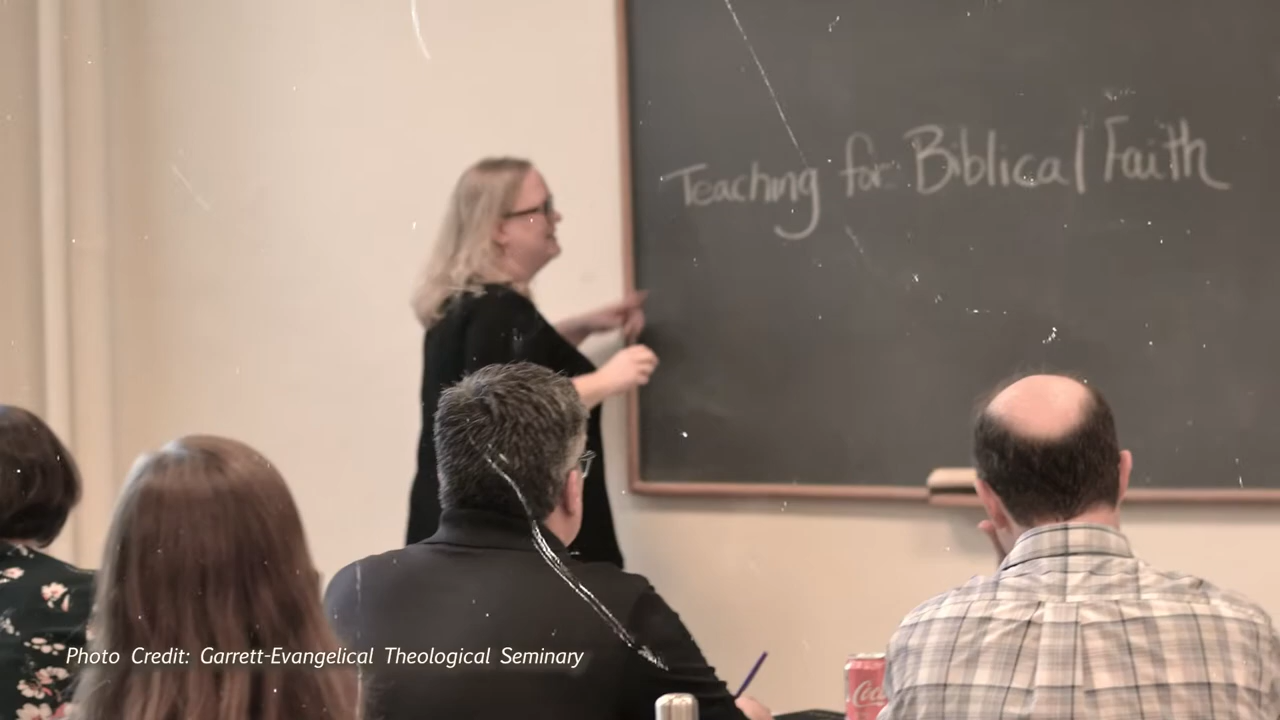 Teaching for Biblical Faith
Photo Credit: Garrett-Evangelical Theological Seminary